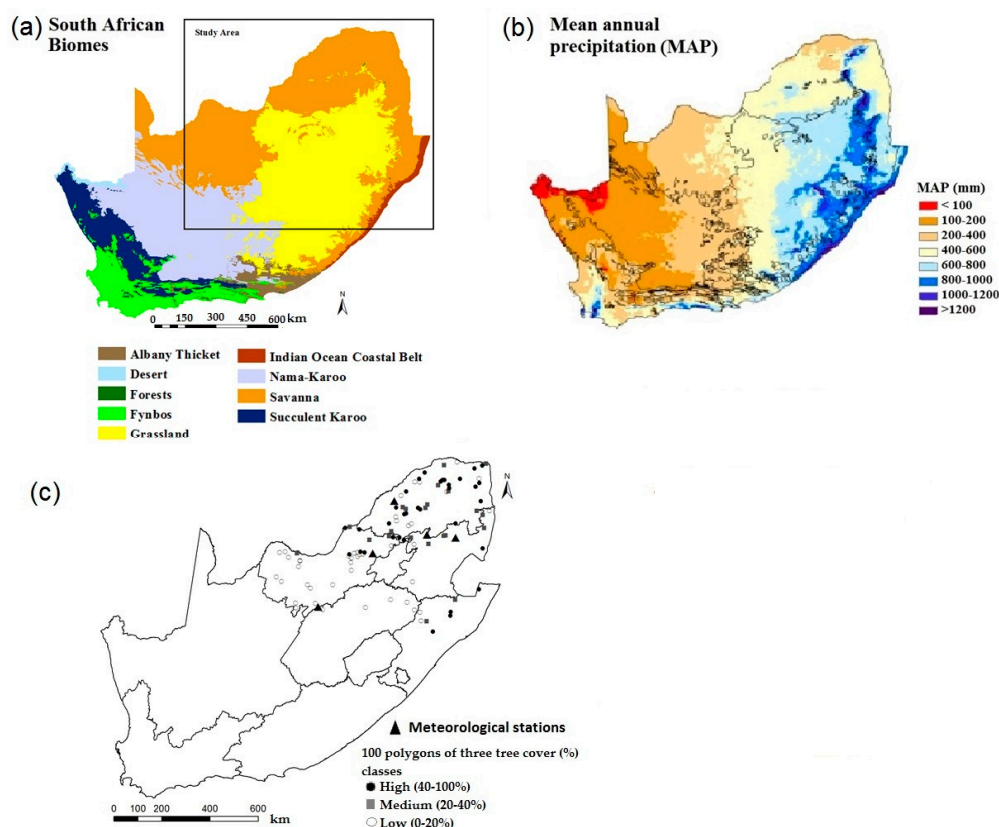 (a) South African
Biomes
Study Area
N
0 150 300 450 600 km
Albany Thicket
Desert
Forests
Fynbos
Grassland
Indian Ocean Coastal Belt
Nama-Karoo
Savanna
Succulent Karoo
(b) Mean annual
precipitation (MAP)
MAP (mm)
< 100
100-200
200-400
400-600
600-800
800-1000
1000-1200
>1200
(c)
N
Meteorological stations
100 polygons of three tree cover (%)
classes
High (40-100%)
Medium (20-40%)
Low (0-20%)
0 100 200 400 600
km